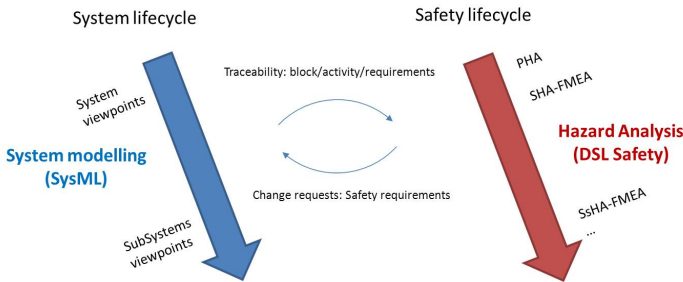 System lifecycle
Safety lifecycle
Traceability: block/activity/requirements
PHA
SHA-FMEA
System
viewpoints
Hazard Analysis
(DSL Safety)
System modelling
(SysML)
Change requests: Safety requirements
SubSystems
viewpoints
SsHA-FMEA
...